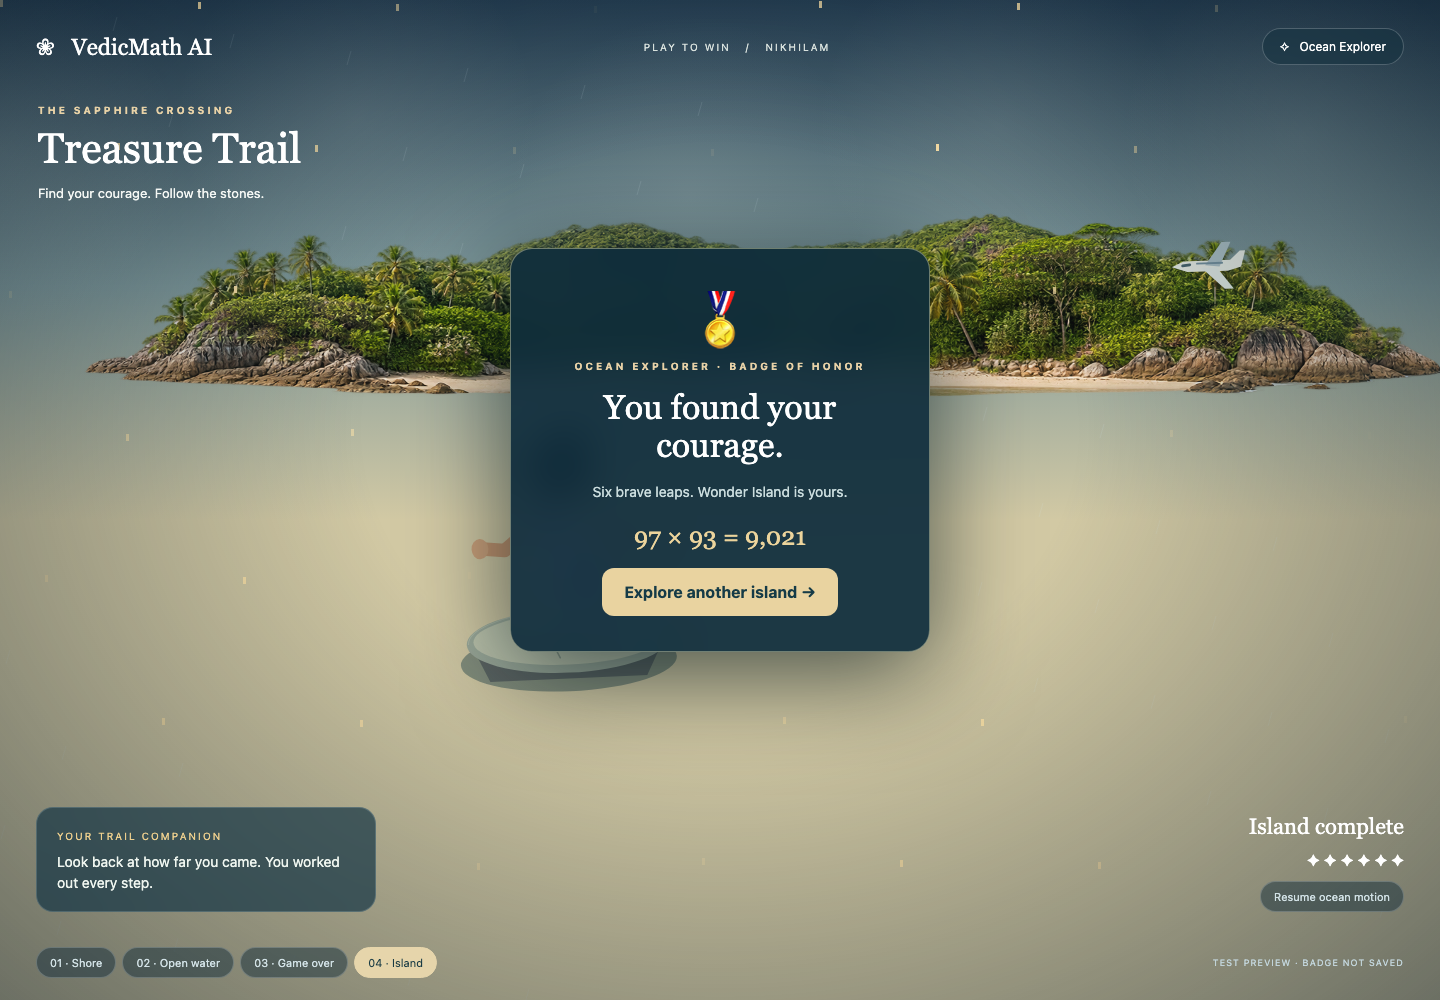 VedicMath AI
PLAY TO WIN / NIKHILAM
Ocean Explorer
THE SAPPHIRE CROSSING
Treasure Trail
Find your courage. Follow the stones.
OCEAN EXPLORER · BADGE OF HONOR
You found your
courage.
Six brave leaps. Wonder Island is yours.
97 × 93 = 9,021
Explore another island →
YOUR TRAIL COMPANION
Look back at how far you came. You worked
out every step.
Island complete
Resume ocean motion
01 · Shore
02 · Open water
03 · Game over
04 · Island
TEST PREVIEW · BADGE NOT SAVED